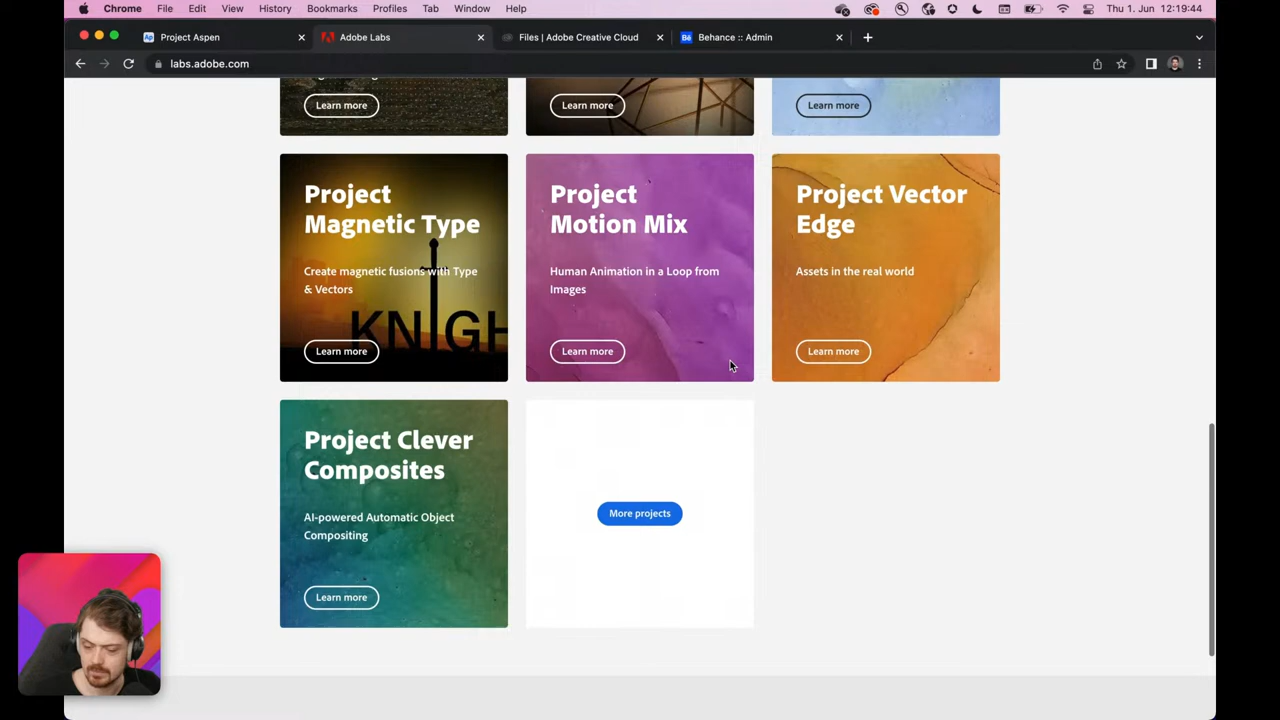 Chrome File Edit View History Bookmarks Profiles Tab Window Help Thu 1. Jun 12:19:44
Project Aspen Adobe Labs Files | Adobe Creative Cloud Behance :: Admin
labs.adobe.com
Learn more Learn more Learn more
Project Magnetic Type
Create magnetic fusions with Type
& Vectors
KNIGH
Learn more
Project
Motion Mix
Human Animation in a Loop from
Images
Learn more
Project Vector
Edge
Assets in the real world
Learn more
Project Clever
Composites
AI-powered Automatic Object
Compositing
Learn more
More projects